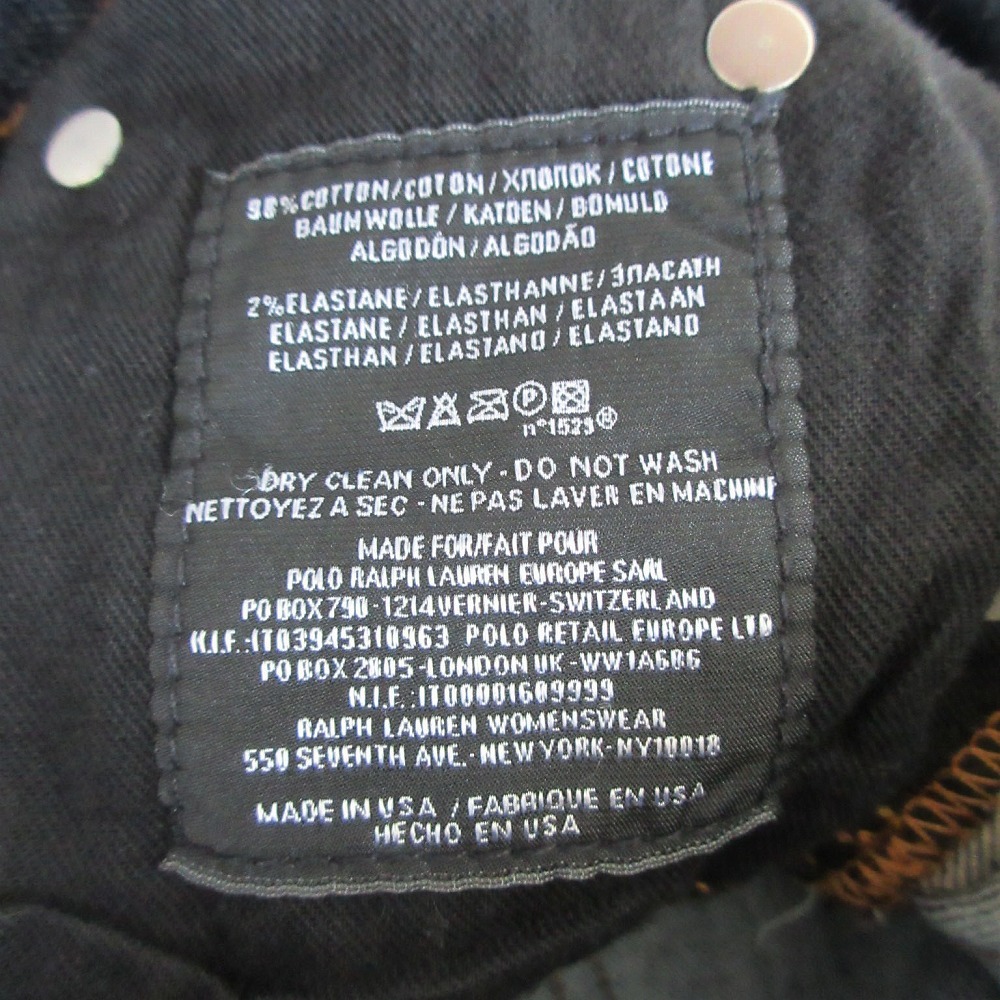 98% COTTON / COTON / ХЛОПОК / COTONE
BAUMWOLLE / KATOEN / BOMULD
ALGODÓN / ALGODÃO
2% ELASTANE / ELASTHANNE / ЭЛАСАТН
ELASTANE / ELASTHAN / ELASTAAN
ELASTHAN / ELASTANO / ELASTANO
P
n°1529 ®
DRY CLEAN ONLY - DO NOT WASH
NETTOYEZ A SEC - NE PAS LAVER EN MACHINE
MADE FOR/FAIT POUR
POLO RALPH LAUREN EUROPE SARL
PO BOX 790 - 1214 VERNIER - SWITZERLAND
N.I.F.:IT03945310963 POLO RETAIL EUROPE LTD
PO BOX 2805 - LONDON UK - WW1A6BG
N.I.F.:IT00001609999
RALPH LAUREN WOMENSWEAR
550 SEVENTH AVE. - NEW YORK - NY10018
MADE IN USA / FABRIQUE EN USA
HECHO EN USA